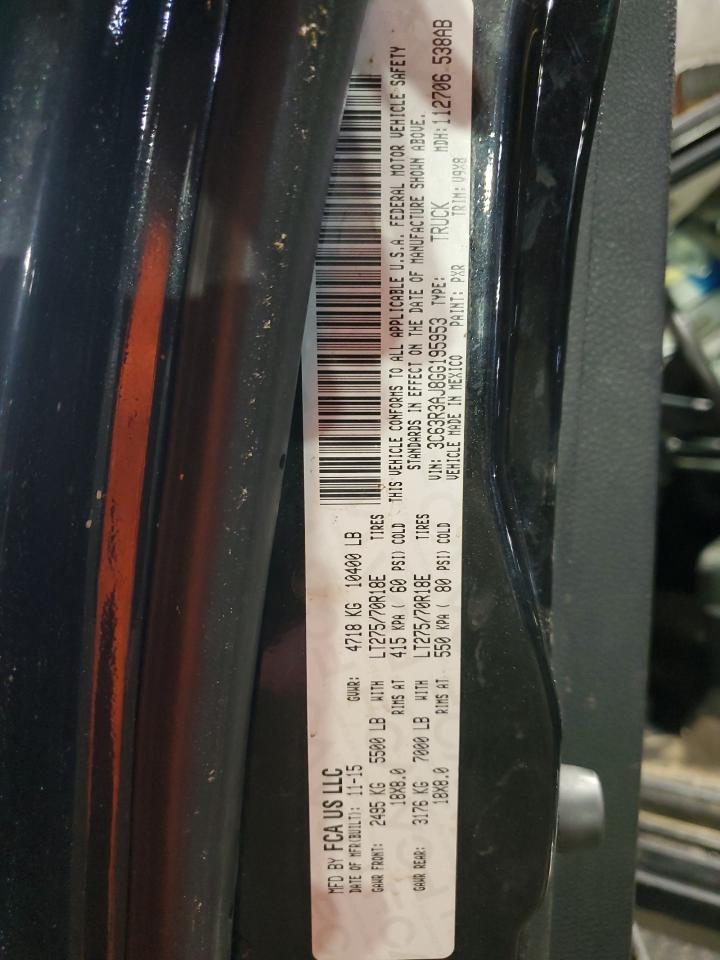 MFD BY FCA US LLC
DATE OF MFR(BUILT): 11-15 GVWR: 4718 KG 10400 LB
GAWR FRONT: 2495 KG 5500 LB WITH LT275/70R18E TIRES
18X8.0 RIMS AT 415 KPA ( 60 PSI) COLD
GAWR REAR: 3176 KG 7000 LB WITH LT275/70R18E TIRES
18X8.0 RIMS AT 550 KPA ( 80 PSI) COLD
THIS VEHICLE CONFORMS TO ALL APPLICABLE U.S.A. FEDERAL MOTOR VEHICLE SAFETY
STANDARDS IN EFFECT ON THE DATE OF MANUFACTURE SHOWN ABOVE.
VIN: 3C63R3AJ8GG195953 TYPE: TRUCK MDH: 112706 538AB
VEHICLE MADE IN MEXICO PAINT: PXR TRIM: V9X8